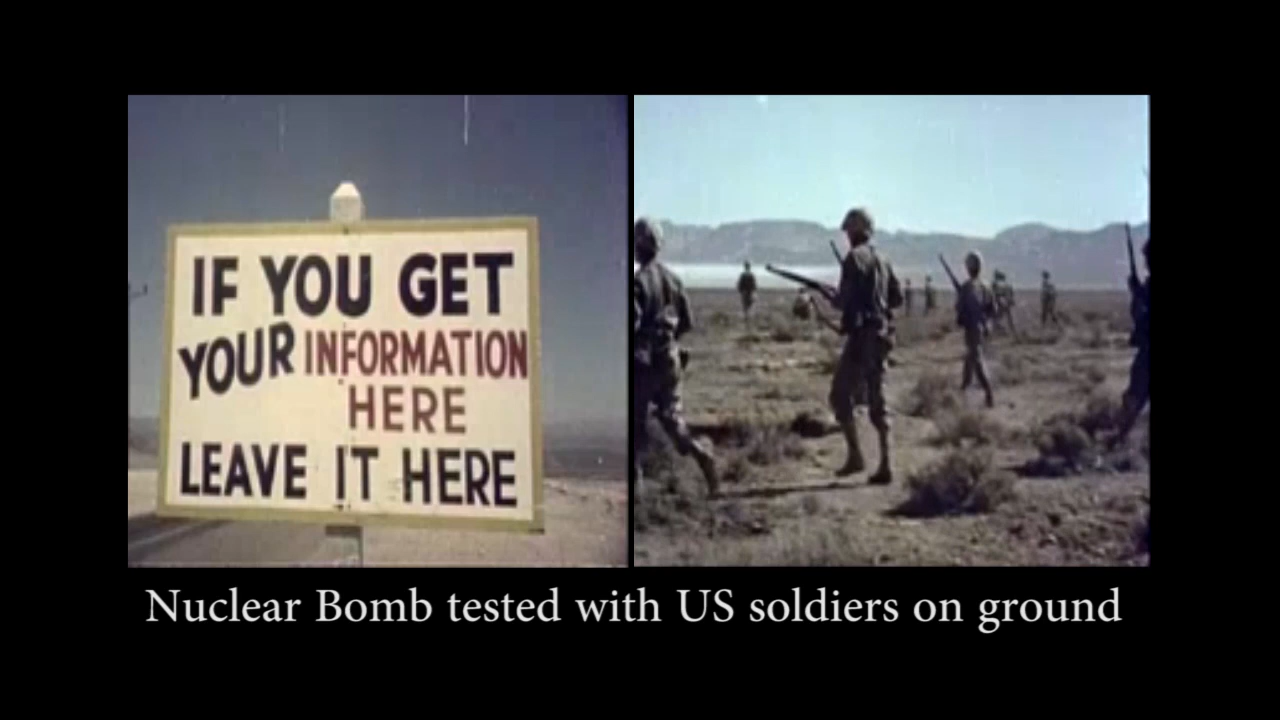 IF YOU GET
YOUR INFORMATION
HERE
LEAVE IT HERE
Nuclear Bomb tested with US soldiers on ground